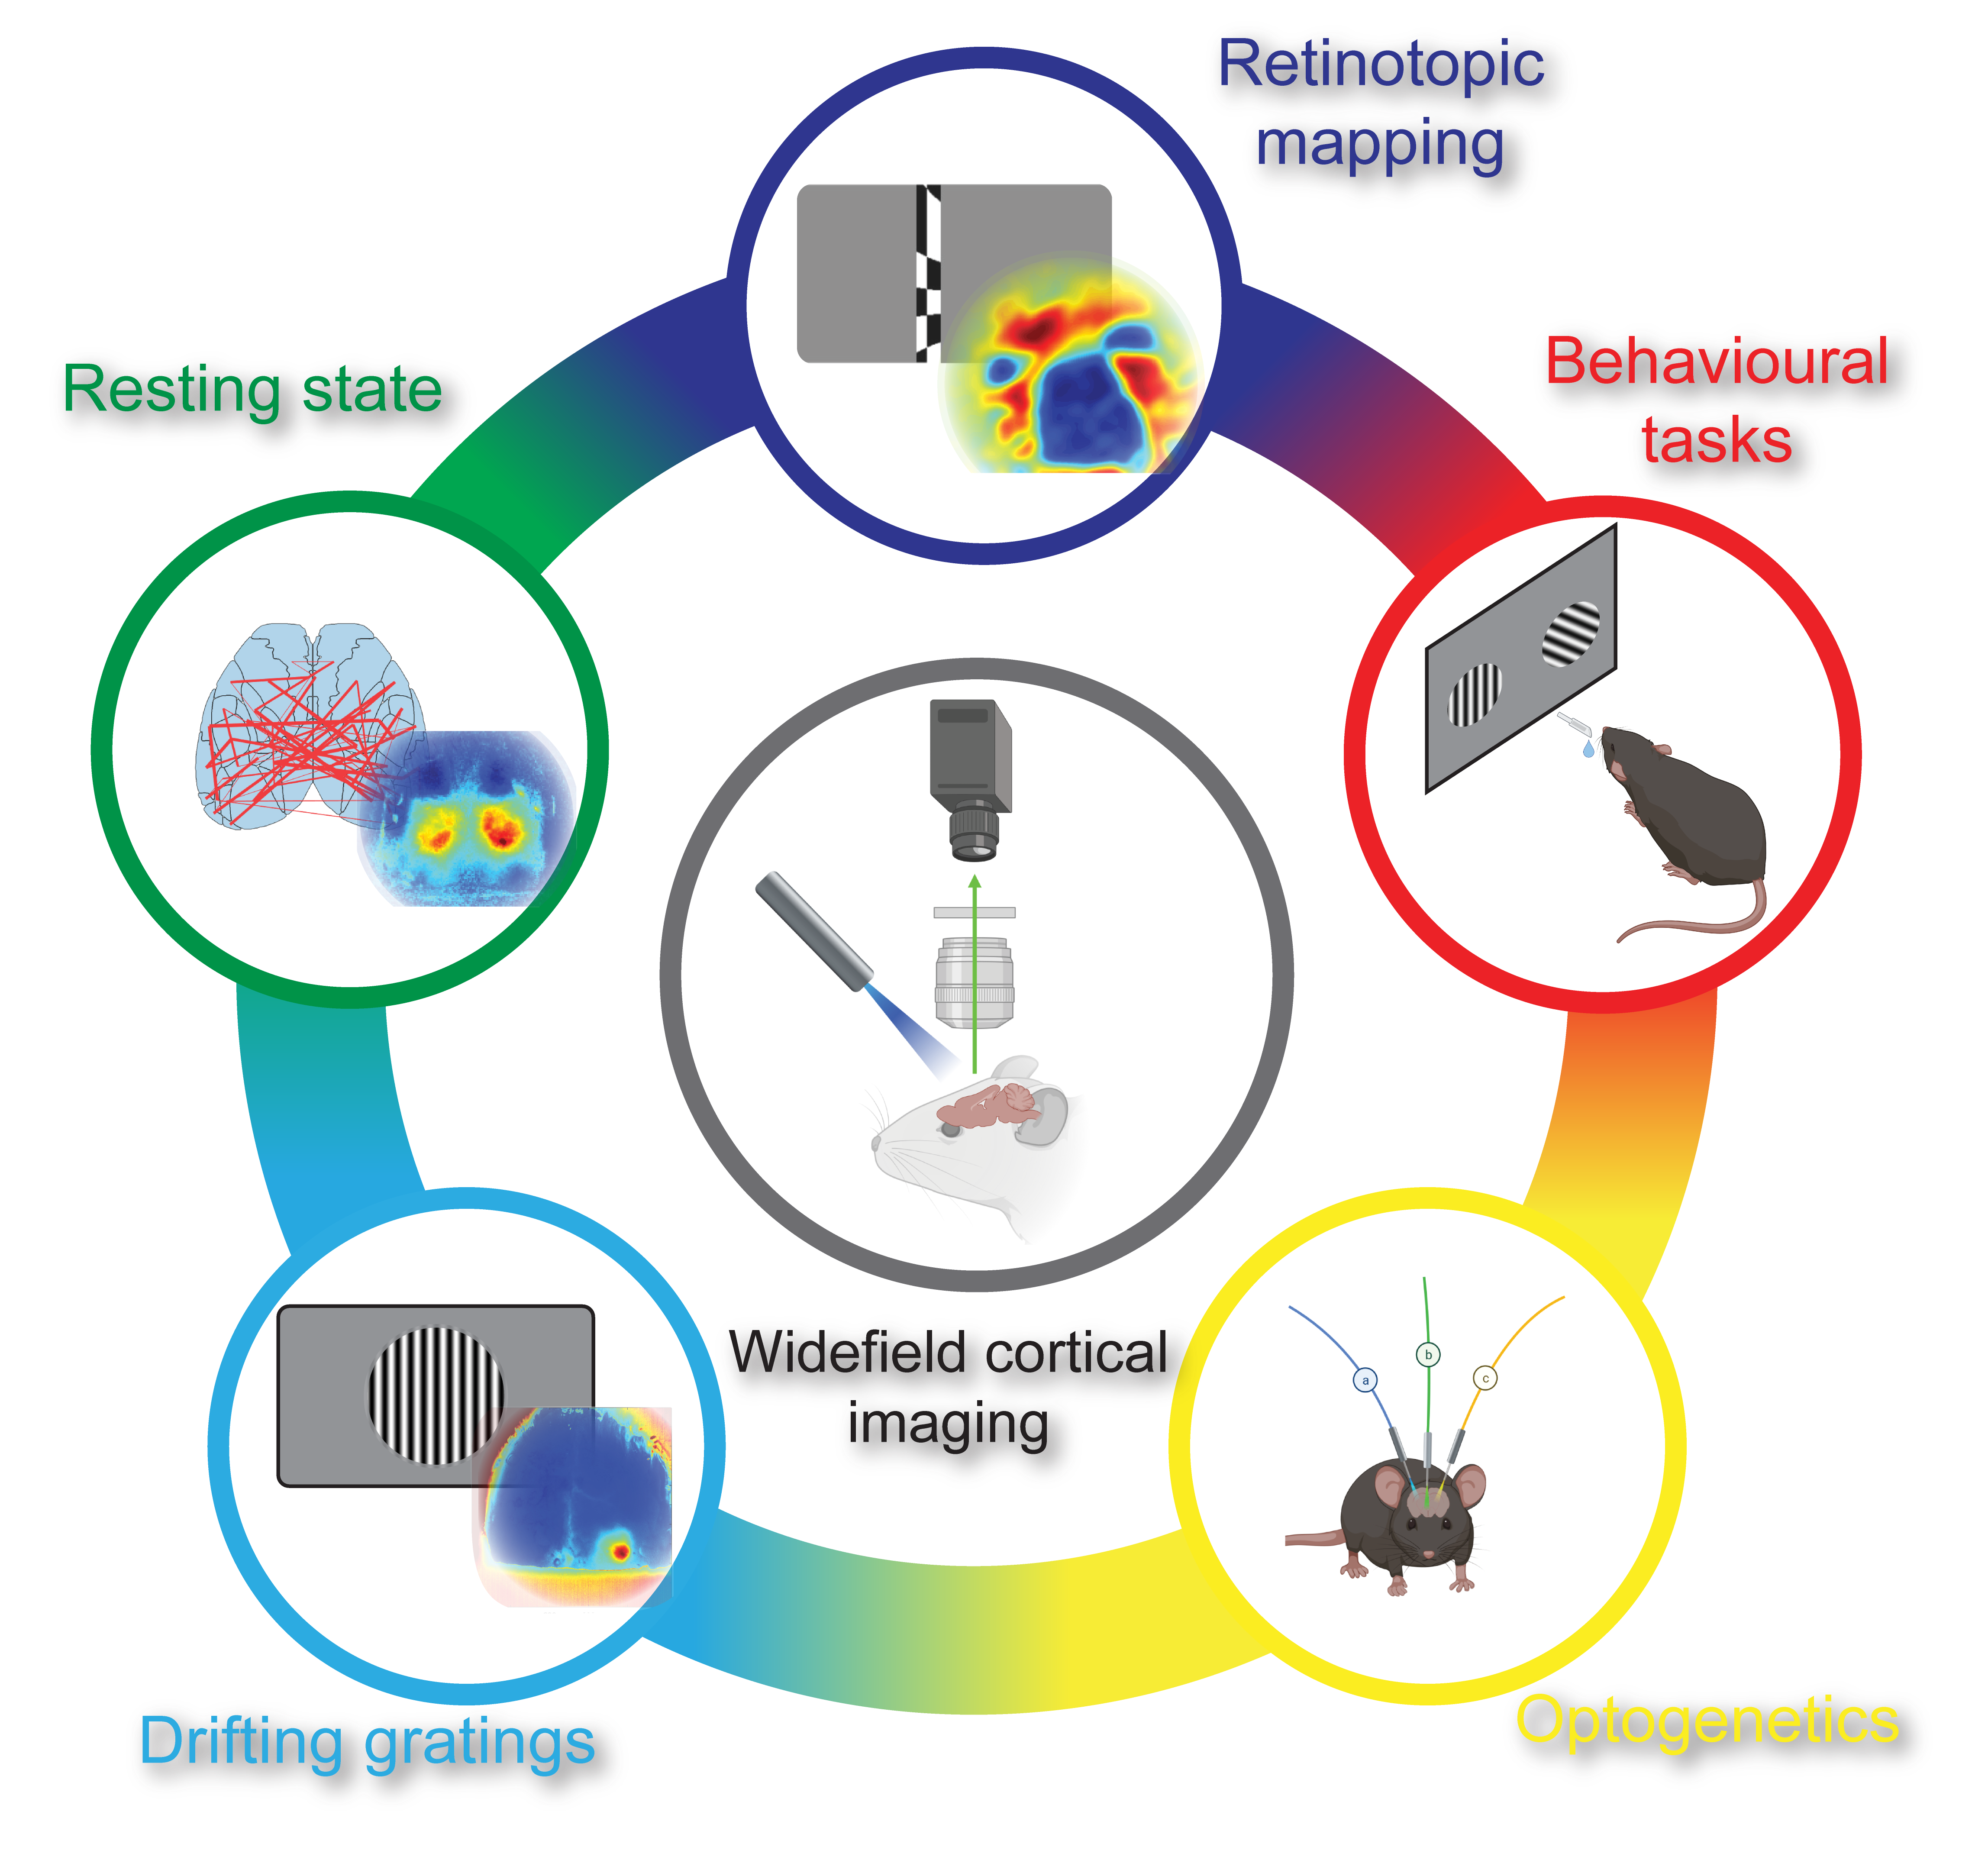 Retinotopic
mapping
Behavioural
tasks
Resting state
Widefield cortical
imaging
a
b
c
Drifting gratings
Optogenetics